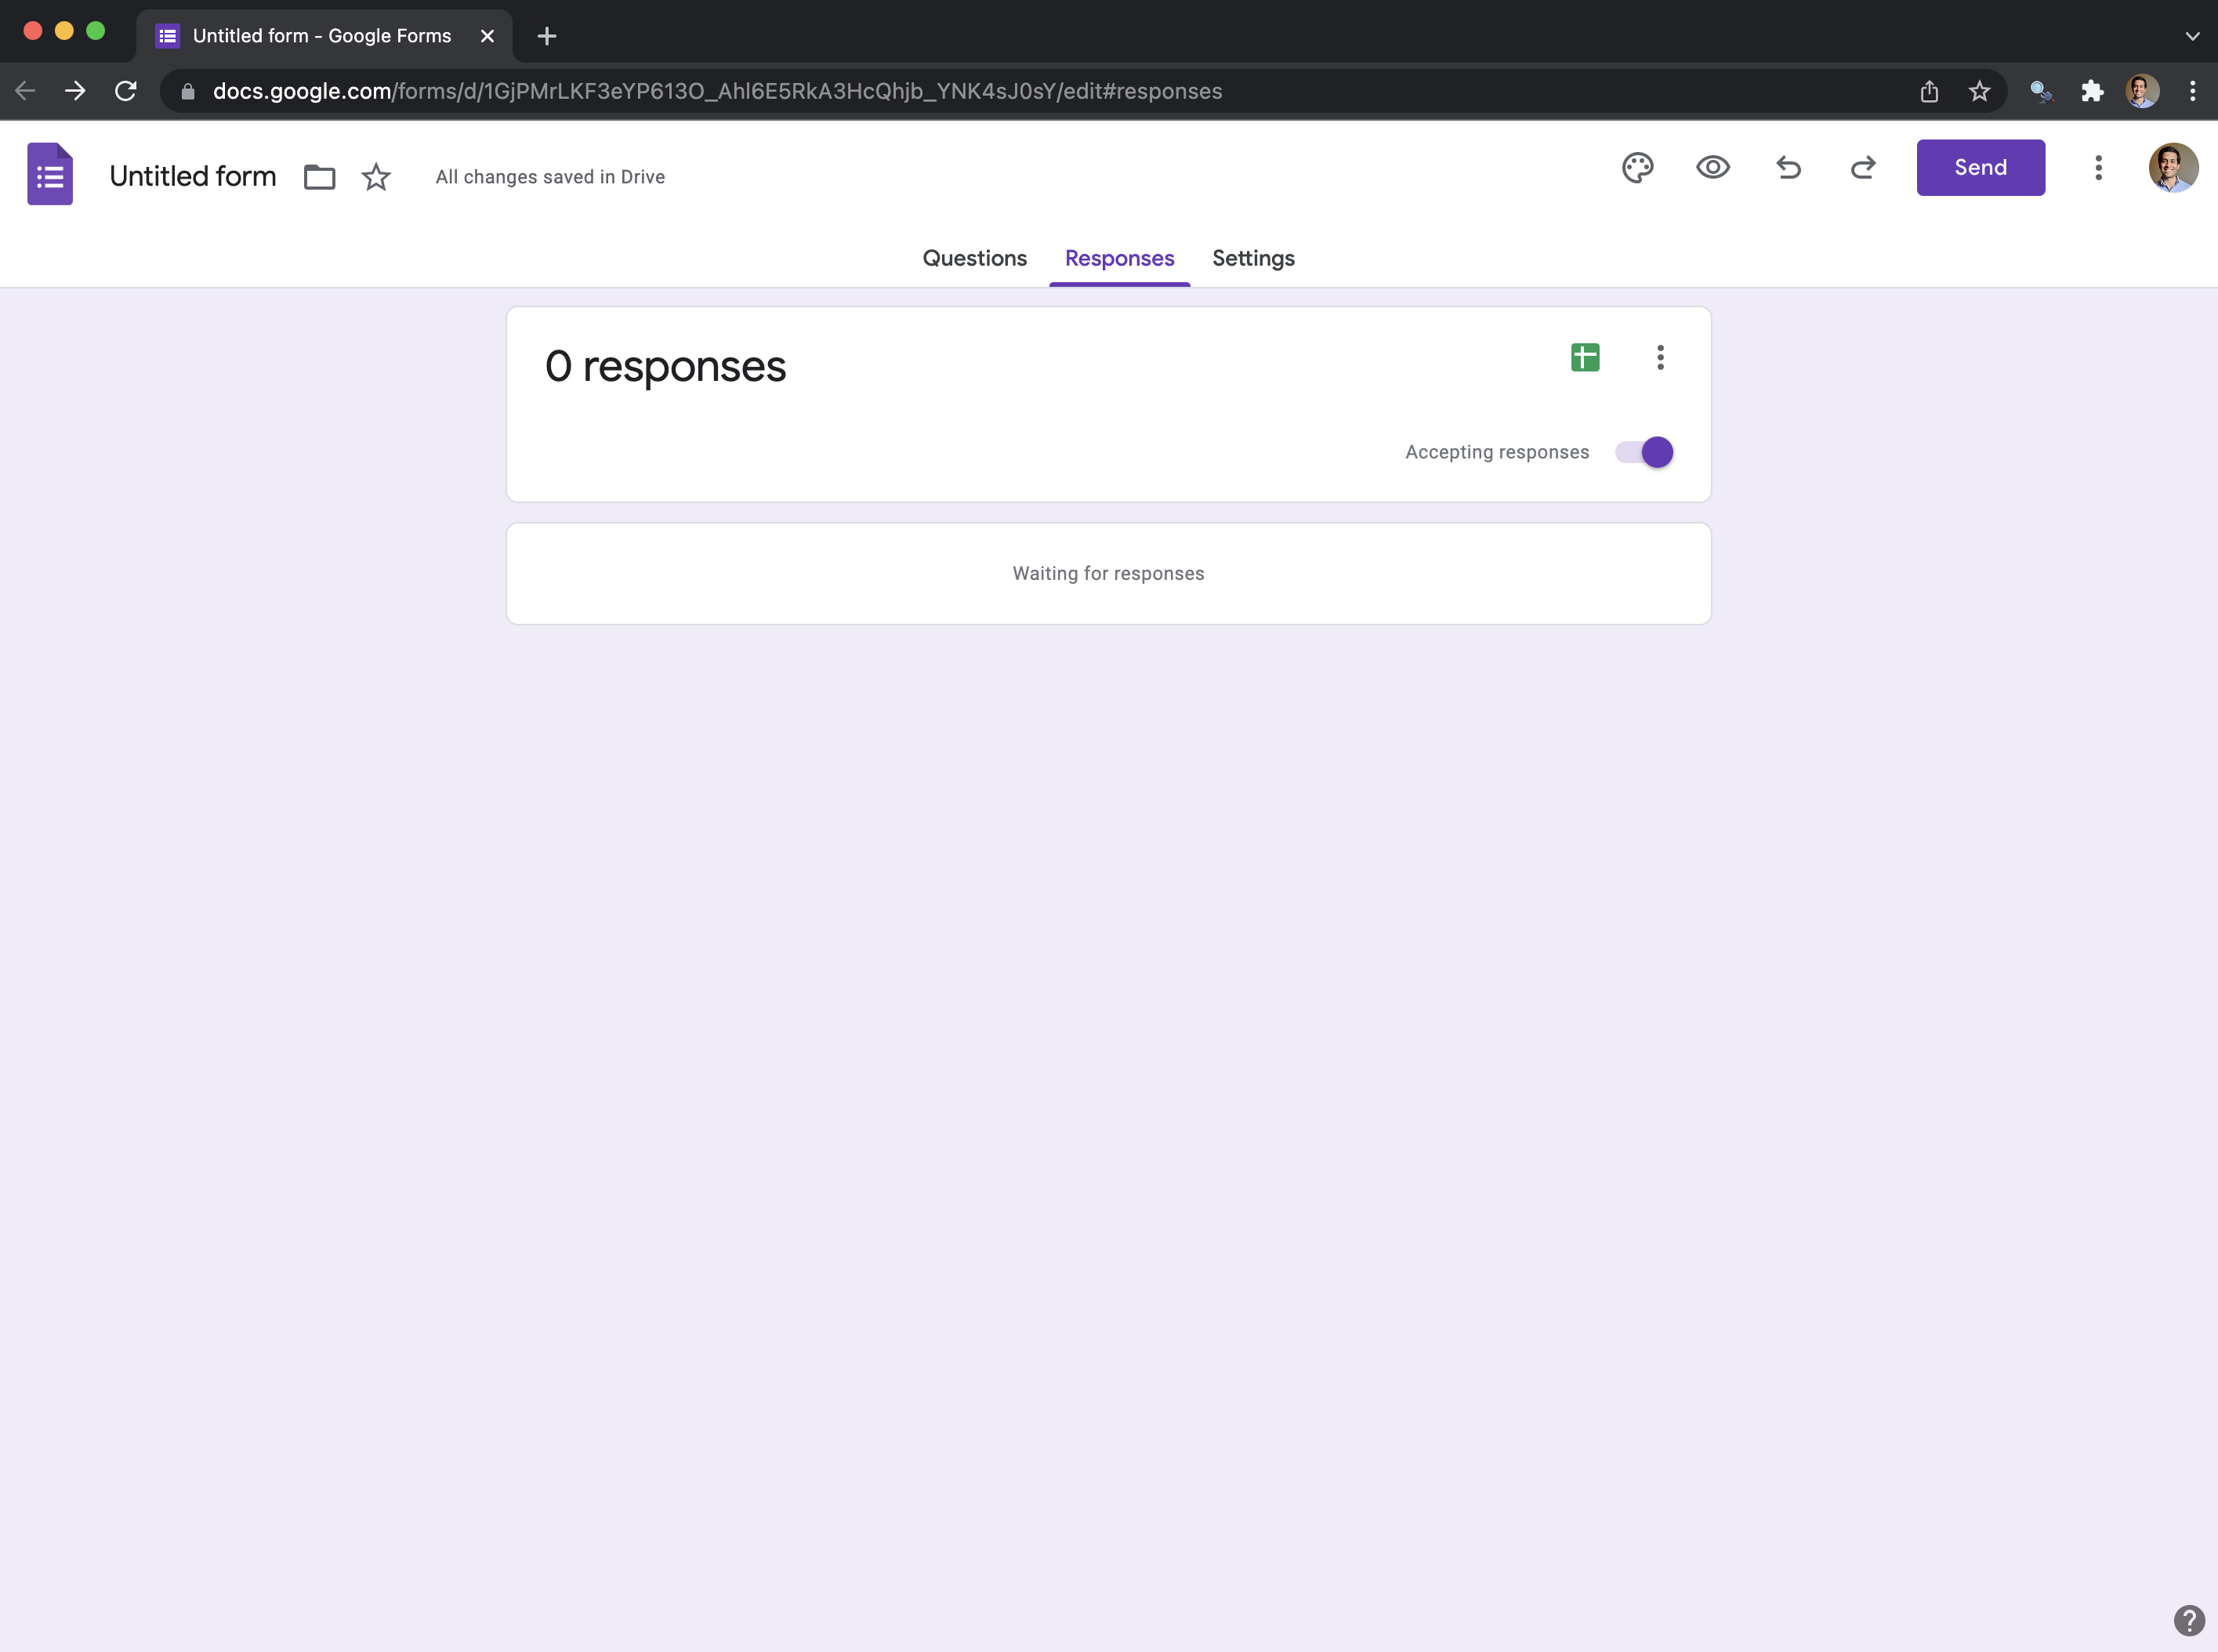 Untitled form - Google Forms
docs.google.com/forms/d/1GjPMrLKF3eYP613O_Ahl6E5RkA3HcQhjb_YNK4sJ0sY/edit#responses
Untitled form
All changes saved in Drive
Send
Questions Responses Settings
0 responses
Accepting responses
Waiting for responses